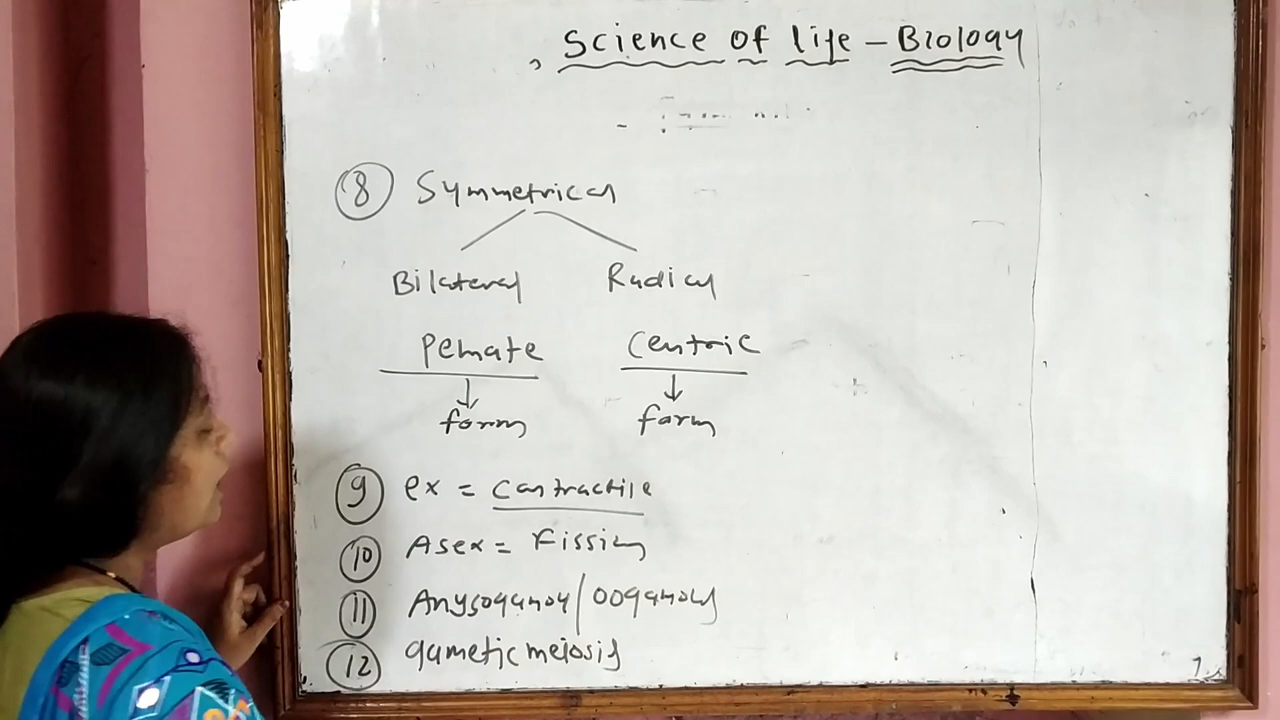 Science of life - Biology
8 Symmetrical
Bilateral Radial
Pennate Centric
form form
9 ex = contractile
10 Asex = Fission
11 Anysogamoy / Oogamous
12 gametic meiosis